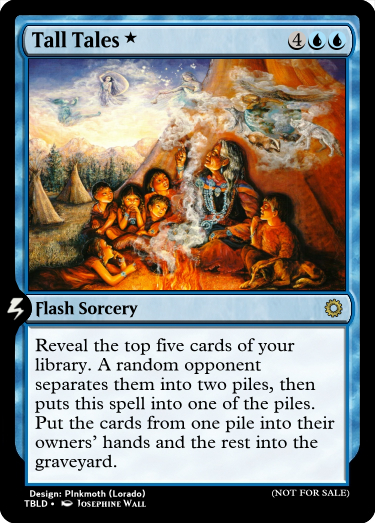 Tall Tales ★ 4
Flash Sorcery
Reveal the top five cards of your
library. A random opponent
separates them into two piles, then
puts this spell into one of the piles.
Put the cards from one pile into their
owners' hands and the rest into the
graveyard.
Design: PInkmoth (Lorado)
(NOT FOR SALE)
TBLD • Josephine Wall